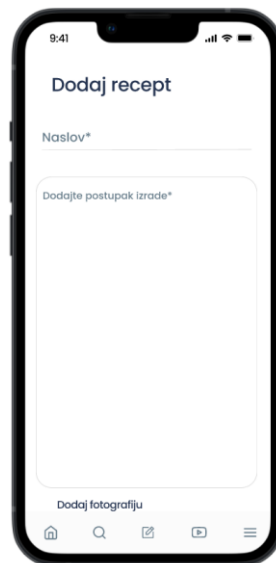 9:41
Dodaj recept
Naslov*
Dodajte postupak izrade*
Dodaj fotografiju